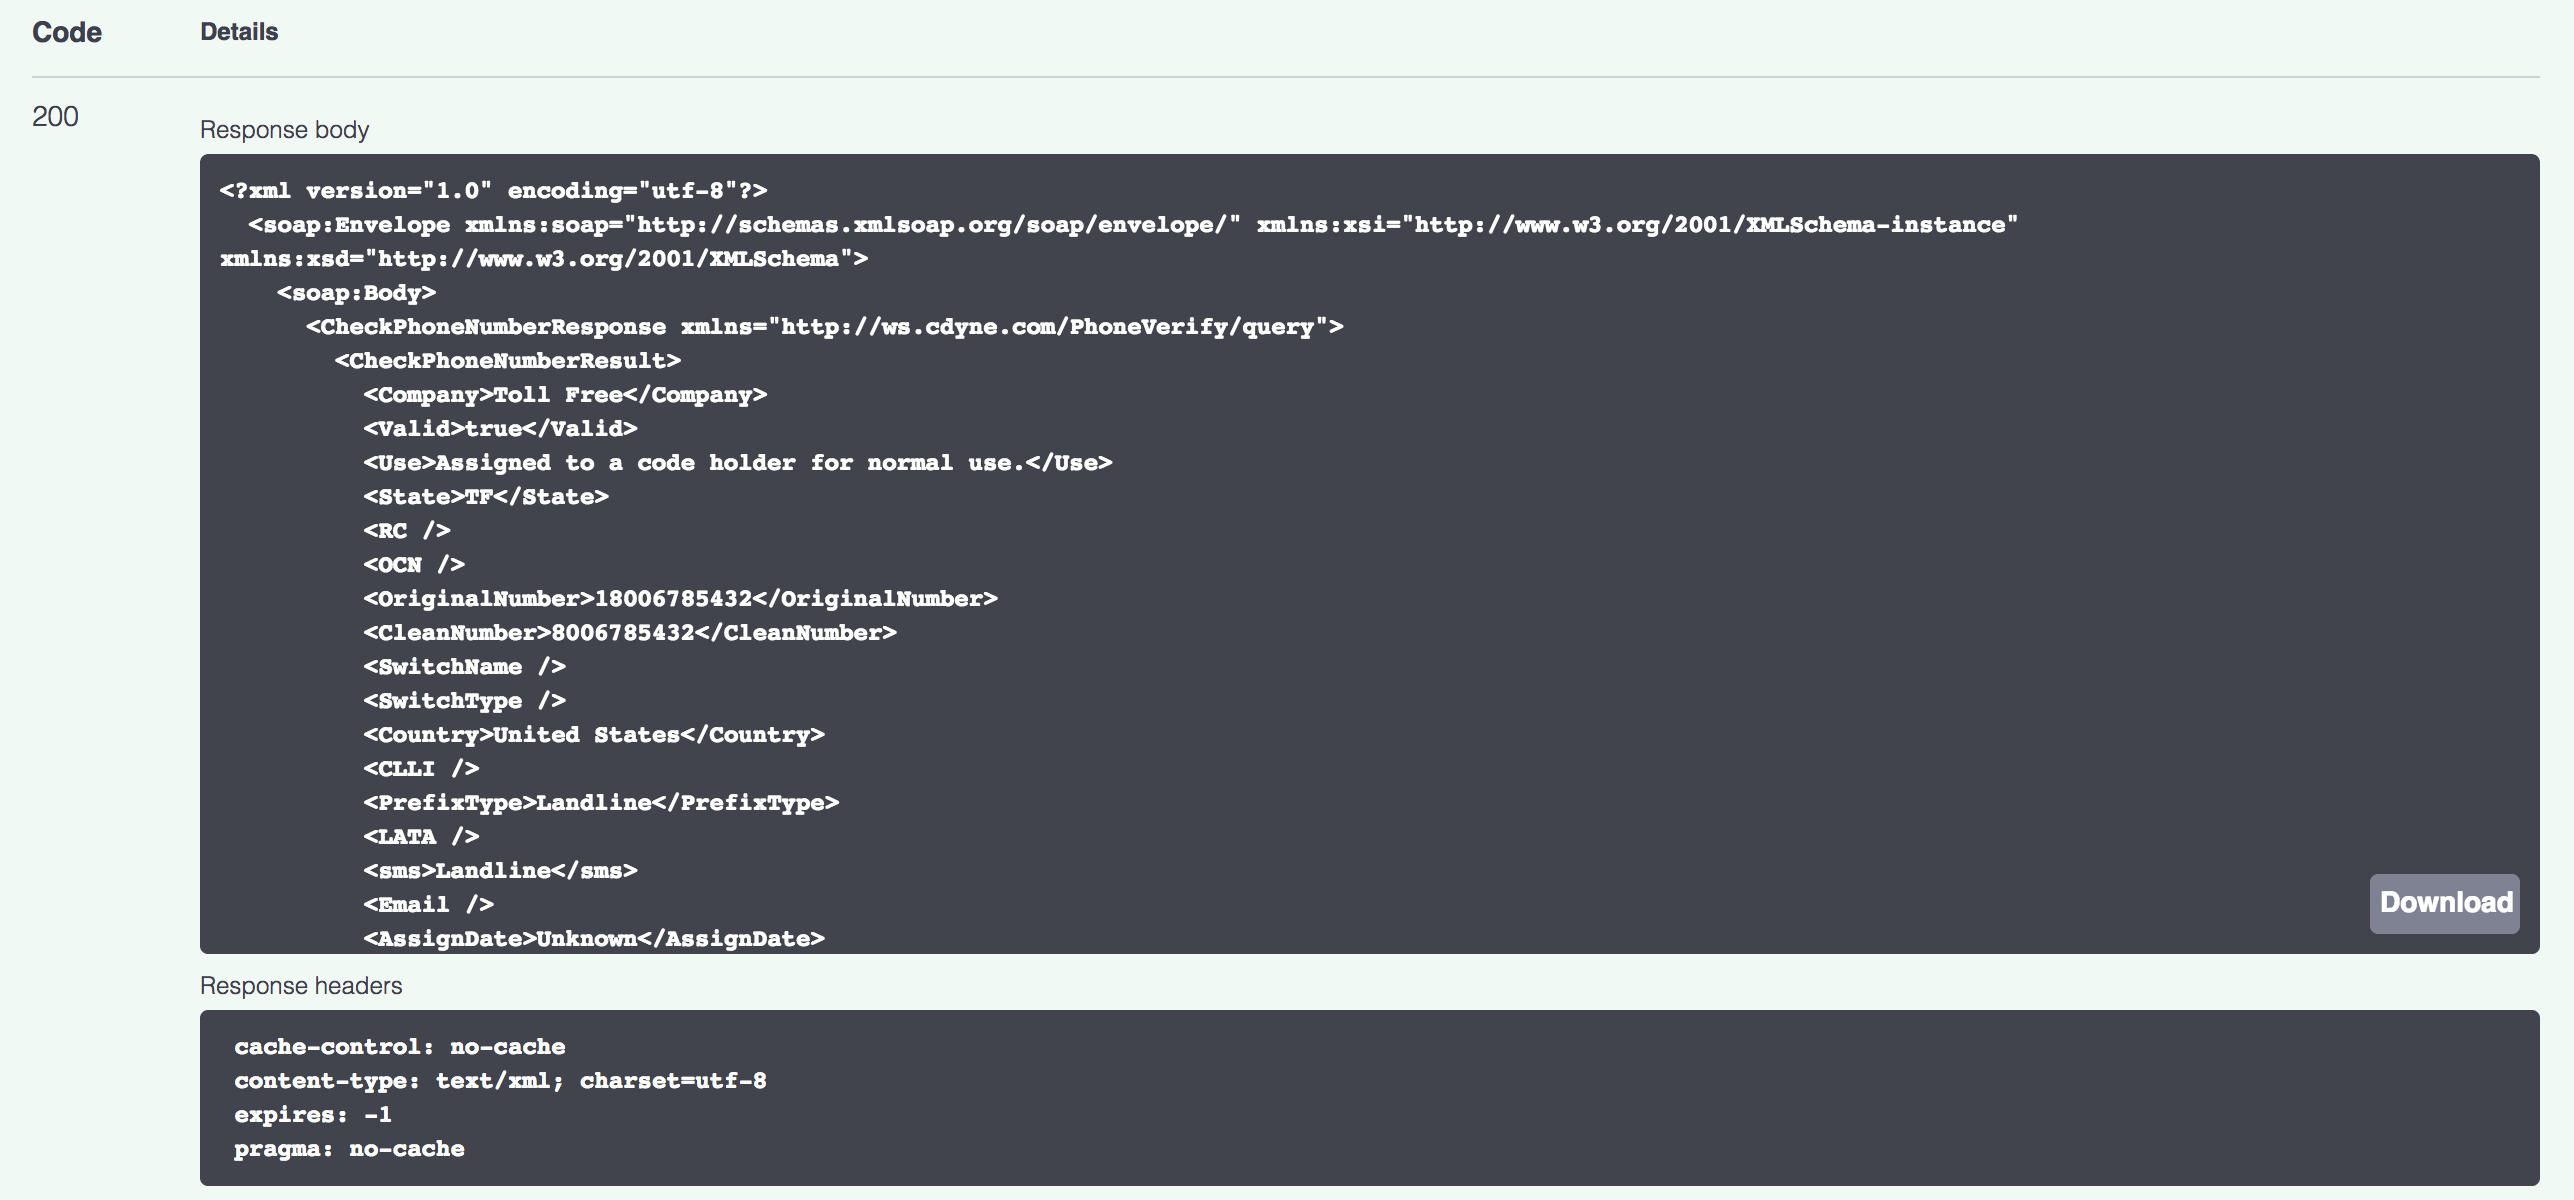 Code Details
200
Response body
<?xml version="1.0" encoding="utf-8"?>
<soap:Envelope xmlns:soap="http://schemas.xmlsoap.org/soap/envelope/" xmlns:xsi="http://www.w3.org/2001/XMLSchema-instance"
xmlns:xsd="http://www.w3.org/2001/XMLSchema">
<soap:Body>
<CheckPhoneNumberResponse xmlns="http://ws.cdyne.com/PhoneVerify/query">
<CheckPhoneNumberResult>
<Company>Toll Free</Company>
<Valid>true</Valid>
<Use>Assigned to a code holder for normal use.</Use>
<State>TF</State>
<RC />
<OCN />
<OriginalNumber>18006785432</OriginalNumber>
<CleanNumber>8006785432</CleanNumber>
<SwitchName />
<SwitchType />
<Country>United States</Country>
<CLLI />
<PrefixType>Landline</PrefixType>
<LATA />
<sms>Landline</sms>
<Email />
<AssignDate>Unknown</AssignDate>
Download
Response headers
cache-control: no-cache
content-type: text/xml; charset=utf-8
expires: -1
pragma: no-cache